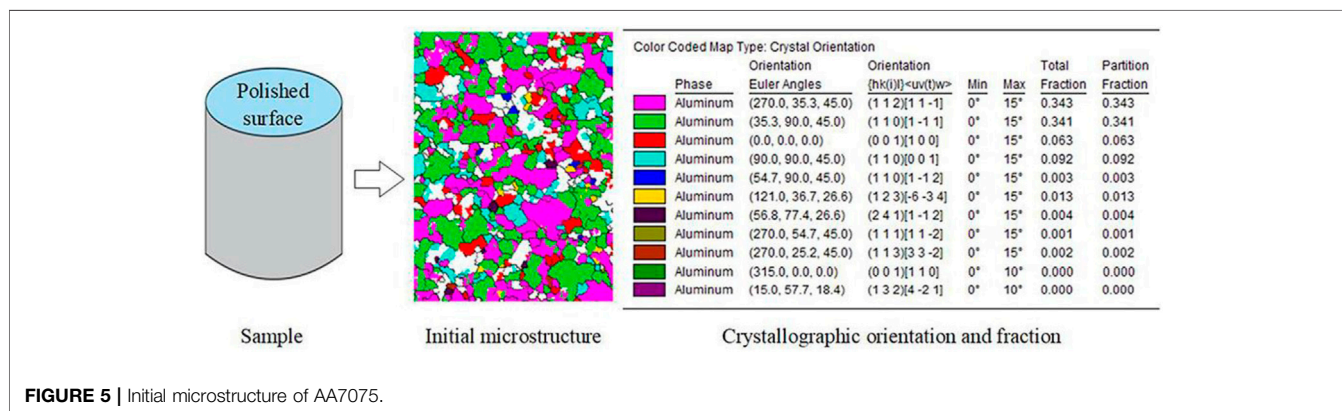 Polished
surface
Sample
Initial microstructure
Color Coded Map Type: Crystal Orientation
Orientation Orientation Total Partition
Phase Euler Angles {hk(i)l}<uv(t)w> Min Max Fraction Fraction
Aluminum (270.0, 35.3, 45.0) (1 1 2)[1 1 -1] 0° 15° 0.343 0.343
Aluminum (35.3, 90.0, 45.0) (1 1 0)[1 -1 1] 0° 15° 0.341 0.341
Aluminum (0.0, 0.0, 0.0) (0 0 1)[1 0 0] 0° 15° 0.063 0.063
Aluminum (90.0, 90.0, 45.0) (1 1 0)[0 0 1] 0° 15° 0.092 0.092
Aluminum (54.7, 90.0, 45.0) (1 1 0)[1 -1 2] 0° 15° 0.003 0.003
Aluminum (121.0, 36.7, 26.6) (1 2 3)[-6 -3 4] 0° 15° 0.013 0.013
Aluminum (56.8, 77.4, 26.6) (2 4 1)[1 -1 2] 0° 15° 0.004 0.004
Aluminum (270.0, 54.7, 45.0) (1 1 1)[1 1 -2] 0° 15° 0.001 0.001
Aluminum (270.0, 25.2, 45.0) (1 1 3)[3 3 -2] 0° 15° 0.002 0.002
Aluminum (315.0, 0.0, 0.0) (0 0 1)[1 1 0] 0° 10° 0.000 0.000
Aluminum (15.0, 57.7, 18.4) (1 3 2)[4 -2 1] 0° 10° 0.000 0.000
Crystallographic orientation and fraction
FIGURE 5 | Initial microstructure of AA7075.